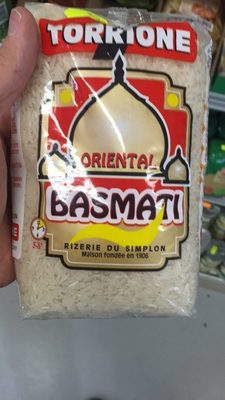 TORRIONE
ORIENTAL
BASMATI
RIZERIE DU SIMPLON
Maison fondée en 1908